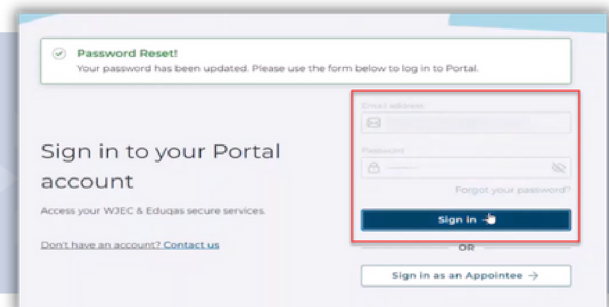 Password Reset!
Your password has been updated. Please use the form below to log in to Portal.
Sign in to your Portal
account
Access your WJEC & Eduqas secure services.
Don't have an account? Contact us
Email address
Password
Forgot your password?
Sign in
OR
Sign in as an Appointee →